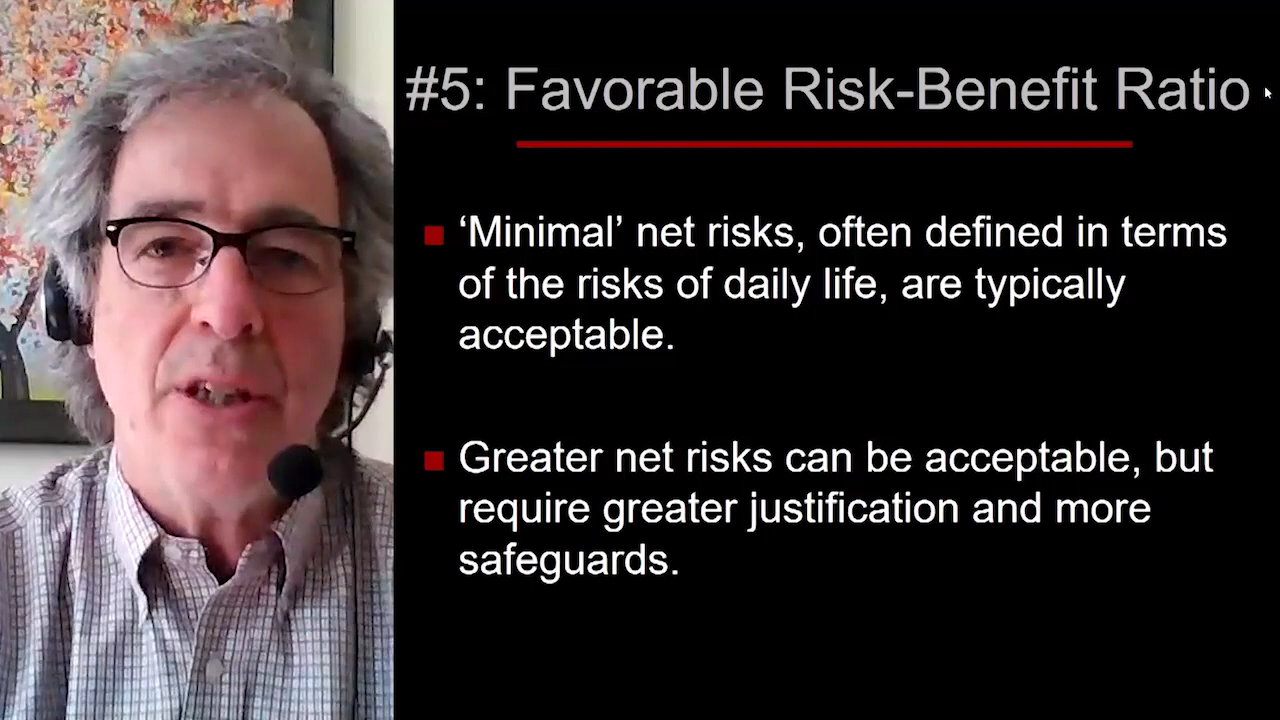 #5: Favorable Risk-Benefit Ratio
‘Minimal’ net risks, often defined in terms
of the risks of daily life, are typically
acceptable.
Greater net risks can be acceptable, but
require greater justification and more
safeguards.